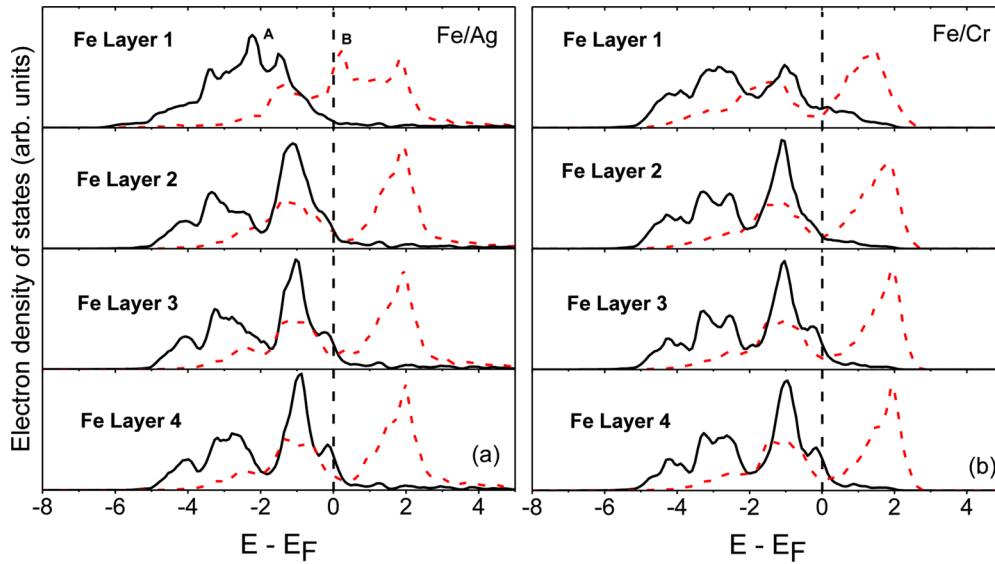 Electron density of states (arb. units)
Fe Layer 1
A
B
Fe/Ag
Fe Layer 2
Fe Layer 3
Fe Layer 4
(a)
-8 -6 -4 -2 0 2 4
E - EF
Fe Layer 1
Fe/Cr
Fe Layer 2
Fe Layer 3
Fe Layer 4
(b)
-8 -6 -4 -2 0 2 4
E - EF